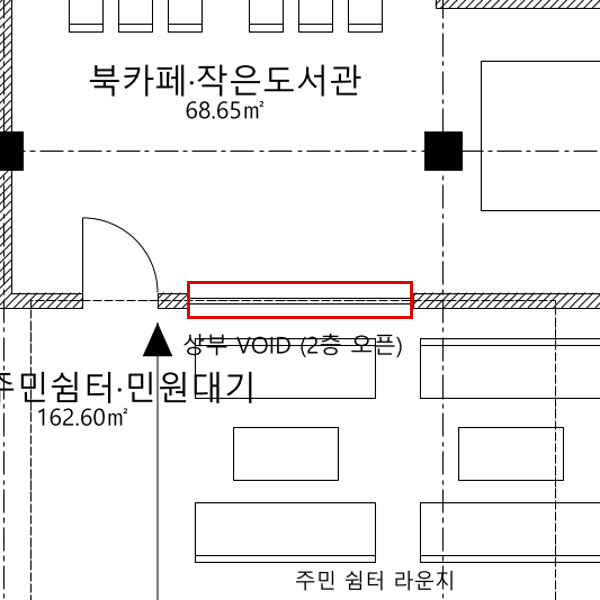 북카페·작은도서관
68.65㎡
상부 VOID (2층 오픈)
주민쉼터·민원대기
162.60㎡
주민 쉼터 라운지